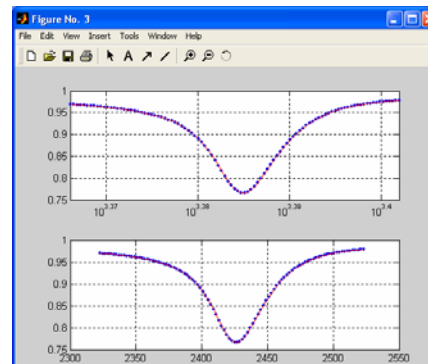 Figure No. 3
File Edit View Insert Tools Window Help
A
1
0.95
0.9
0.85
0.8
0.75
10^3.37 10^3.38 10^3.39 10^3.4
1
0.95
0.9
0.85
0.8
0.75
2300 2350 2400 2450 2500 2550